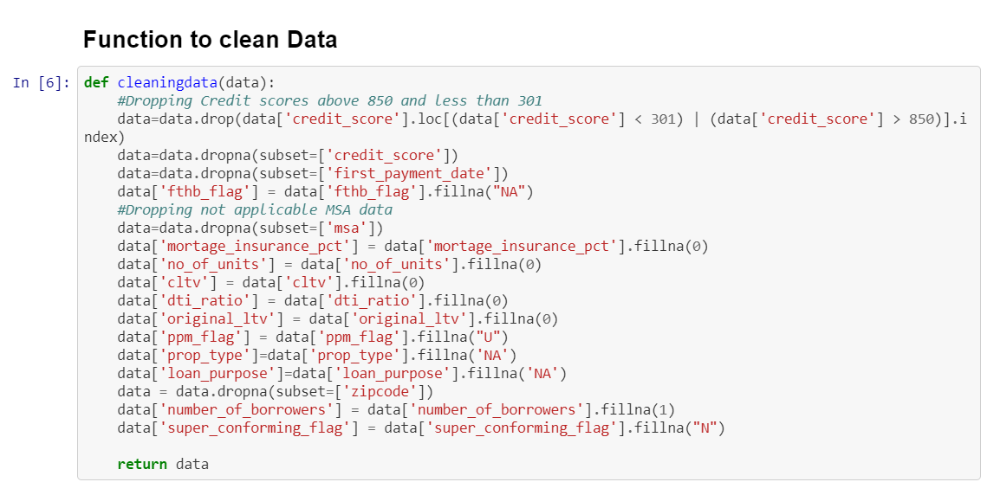 Function to clean Data
In [6]: def cleaningdata(data):
    #Dropping Credit scores above 850 and less than 301
    data=data.drop(data['credit_score'].loc[(data['credit_score'] < 301) | (data['credit_score'] > 850)].i
ndex)
    data=data.dropna(subset=['credit_score'])
    data=data.dropna(subset=['first_payment_date'])
    data['fthb_flag'] = data['fthb_flag'].fillna("NA")
    #Dropping not applicable MSA data
    data=data.dropna(subset=['msa'])
    data['mortage_insurance_pct'] = data['mortage_insurance_pct'].fillna(0)
    data['no_of_units'] = data['no_of_units'].fillna(0)
    data['cltv'] = data['cltv'].fillna(0)
    data['dti_ratio'] = data['dti_ratio'].fillna(0)
    data['original_ltv'] = data['original_ltv'].fillna(0)
    data['ppm_flag'] = data['ppm_flag'].fillna("U")
    data['prop_type']=data['prop_type'].fillna('NA')
    data['loan_purpose']=data['loan_purpose'].fillna('NA')
    data = data.dropna(subset=['zipcode'])
    data['number_of_borrowers'] = data['number_of_borrowers'].fillna(1)
    data['super_conforming_flag'] = data['super_conforming_flag'].fillna("N")
    return data